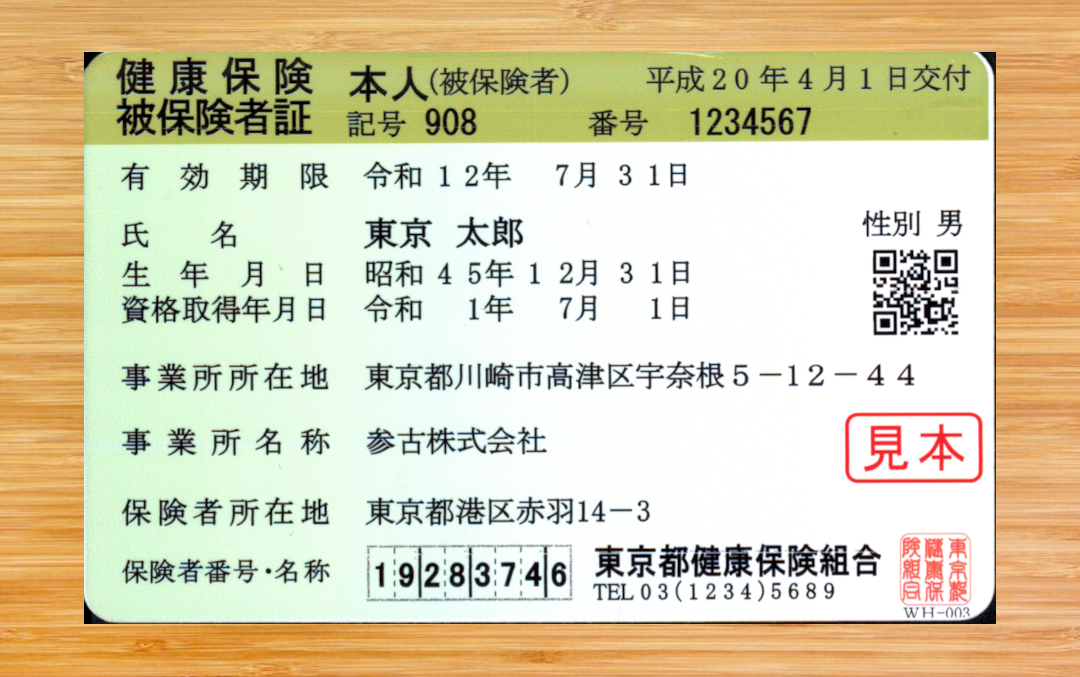 健康保険 本人(被保険者) 平成20年4月1日交付
被保険者証 記号 908 番号 1234567
有効期限 令和12年 7月31日
氏名 東京 太郎 性別 男
生年月日 昭和45年12月31日
資格取得年月日 令和 1年 7月 1日
事業所所在地 東京都川崎市高津区宇奈根5-12-44
事業所名称 参古株式会社
見本
保険者所在地 東京都港区赤羽14-3
保険者番号・名称 19283746 東京都健康保険組合
TEL03(1234)5689
東京都健康保険組合
WH-003